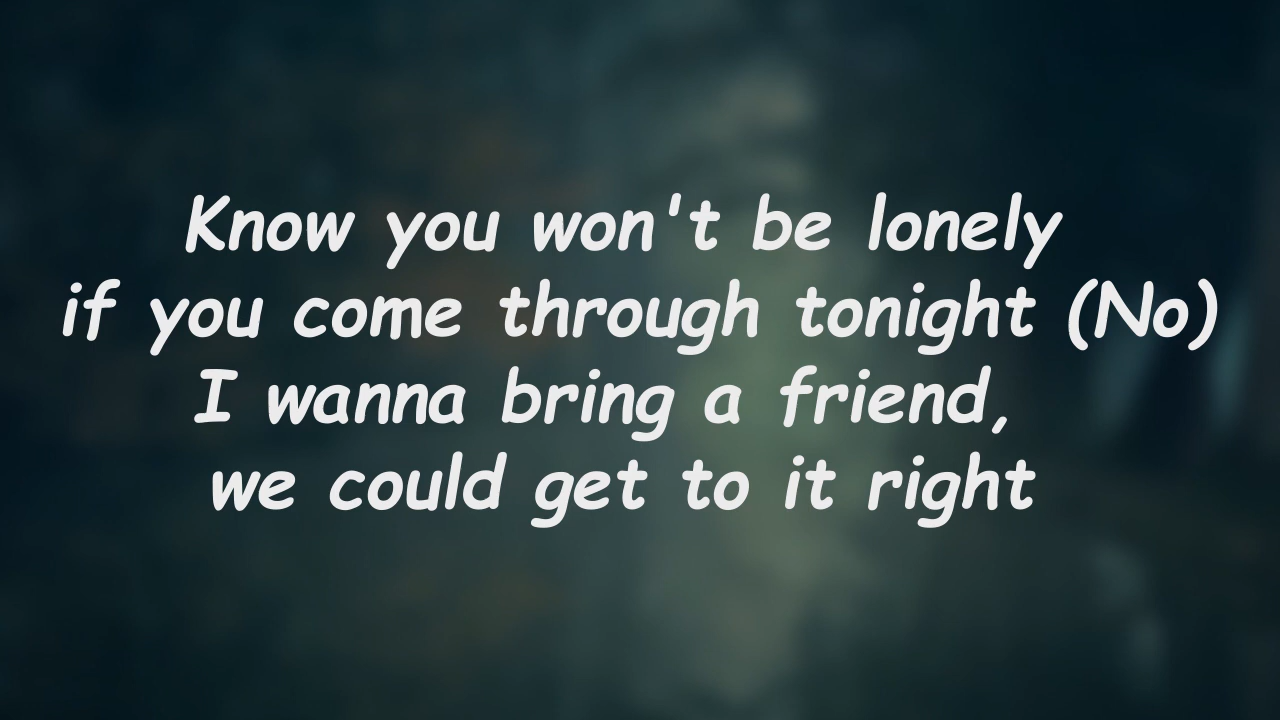 Know you won't be lonely
if you come through tonight (No)
I wanna bring a friend,
we could get to it right